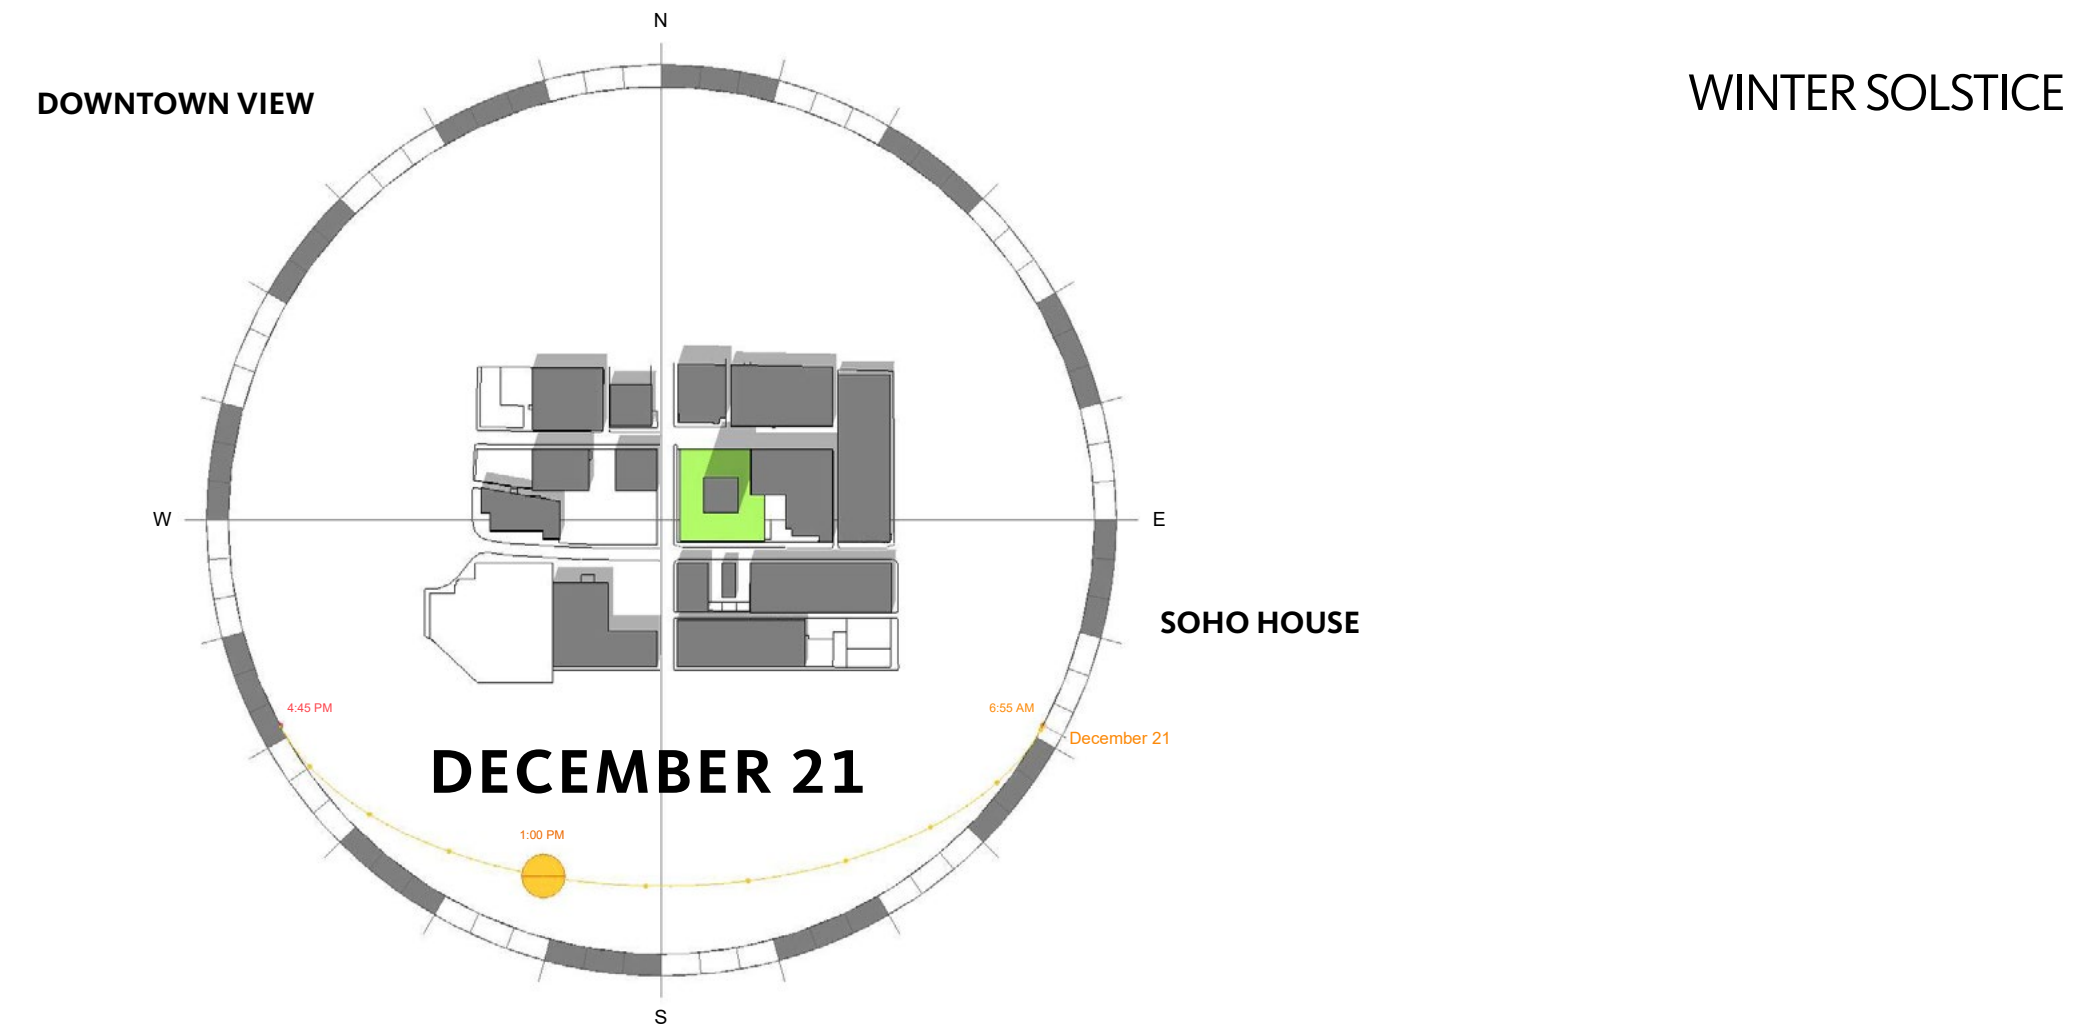 N
DOWNTOWN VIEW
WINTER SOLSTICE
W
E
SOHO HOUSE
4:45 PM
6:55 AM
December 21
DECEMBER 21
1:00 PM
S